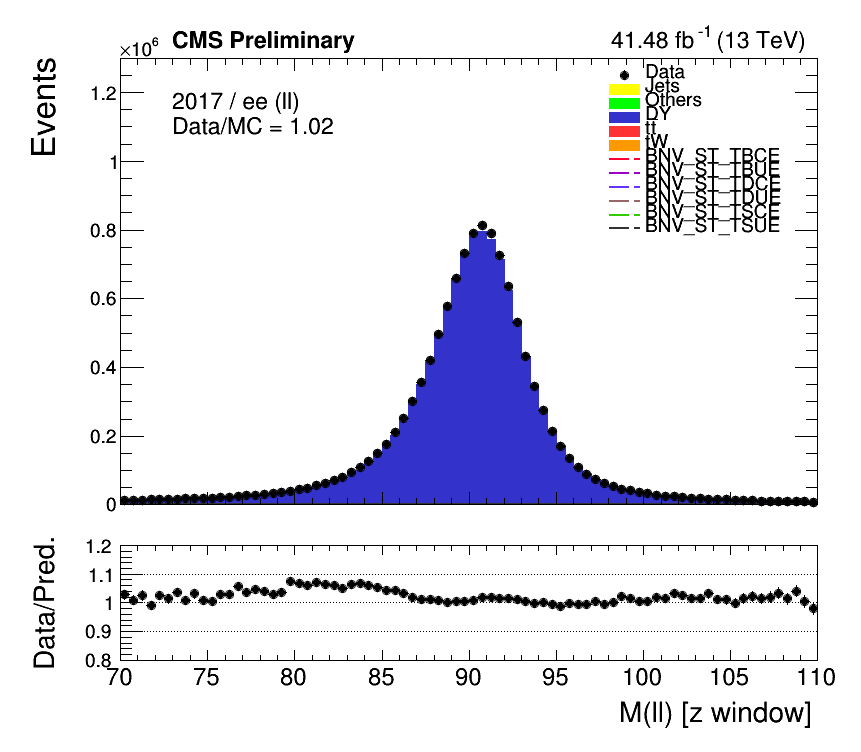 ×10⁶ CMS Preliminary 41.48 fb⁻¹ (13 TeV)
Events
2017 / ee (ll)
Data/MC = 1.02
Data
Jets
Others
DY
tt
tW
BNV_ST_TBCE
BNV_ST_TBUE
BNV_ST_TDCE
BNV_ST_TDUE
BNV_ST_TSCE
BNV_ST_TSUE
1.2
1
0.8
0.6
0.4
0.2
0
Data/Pred.
1.2
1.1
1
0.9
0.8
70 75 80 85 90 95 100 105 110
M(ll) [z window]